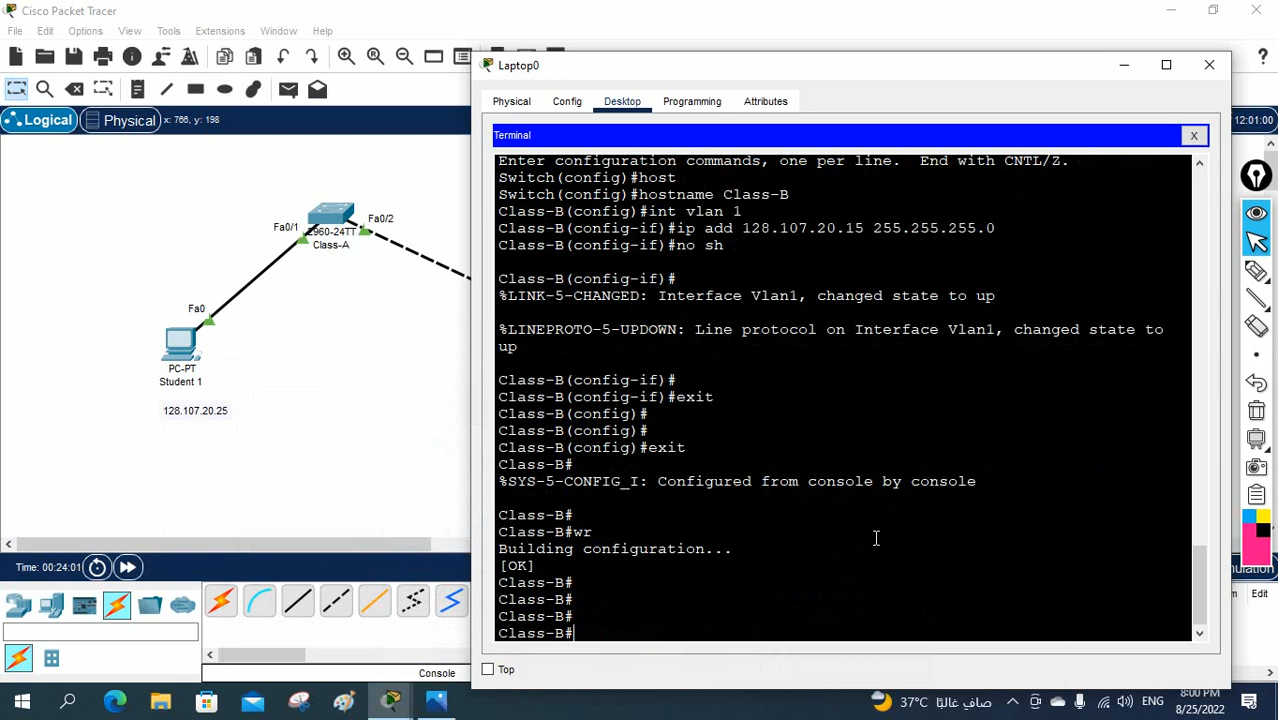 Cisco Packet Tracer
File Edit Options View Tools Extensions Window Help
Logical Physical x: 766, y: 198
12:01:00
Fa0/1
Fa0/2
2960-24TT
Class-A
Fa0
PC-PT
Student 1
128.107.20.25
Laptop0
Physical Config Desktop Programming Attributes
Terminal X
Enter configuration commands, one per line. End with CNTL/Z.
Switch(config)#host
Switch(config)#hostname Class-B
Class-B(config)#int vlan 1
Class-B(config-if)#ip add 128.107.20.15 255.255.255.0
Class-B(config-if)#no sh
Class-B(config-if)#
%LINK-5-CHANGED: Interface Vlan1, changed state to up
%LINEPROTO-5-UPDOWN: Line protocol on Interface Vlan1, changed state to
up
Class-B(config-if)#
Class-B(config-if)#exit
Class-B(config)#
Class-B(config)#
Class-B(config)#exit
Class-B#
%SYS-5-CONFIG_I: Configured from console by console
Class-B#
Class-B#wr
Building configuration...
[OK]
Class-B#
Class-B#
Class-B#
Class-B#
Top
Time: 00:24:01
Console
mulation
Edit
37°C صافٍ غالبًا
ENG
8:00 PM
8/25/2022